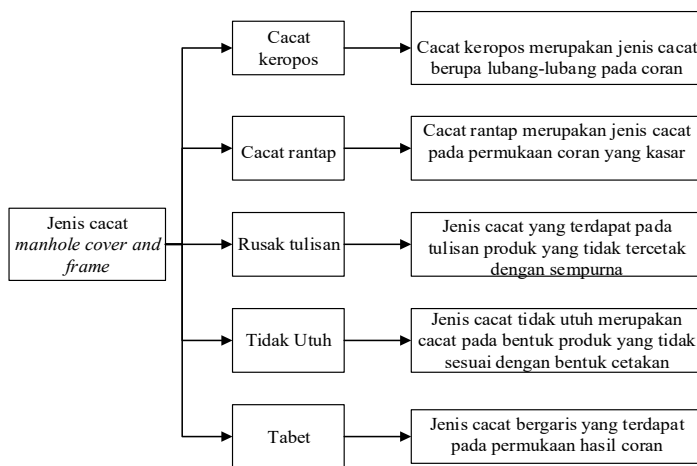 Cacat
keropos
Cacat keropos merupakan jenis cacat
berupa lubang-lubang pada coran
Cacat rantap
Cacat rantap merupakan jenis cacat
pada permukaan coran yang kasar
Jenis cacat
manhole cover and
frame
Rusak tulisan
Jenis cacat yang terdapat pada
tulisan produk yang tidak tercetak
dengan sempurna
Tidak Utuh
Jenis cacat tidak utuh merupakan
cacat pada bentuk produk yang tidak
sesuai dengan bentuk cetakan
Tabet
Jenis cacat bergaris yang terdapat
pada permukaan hasil coran